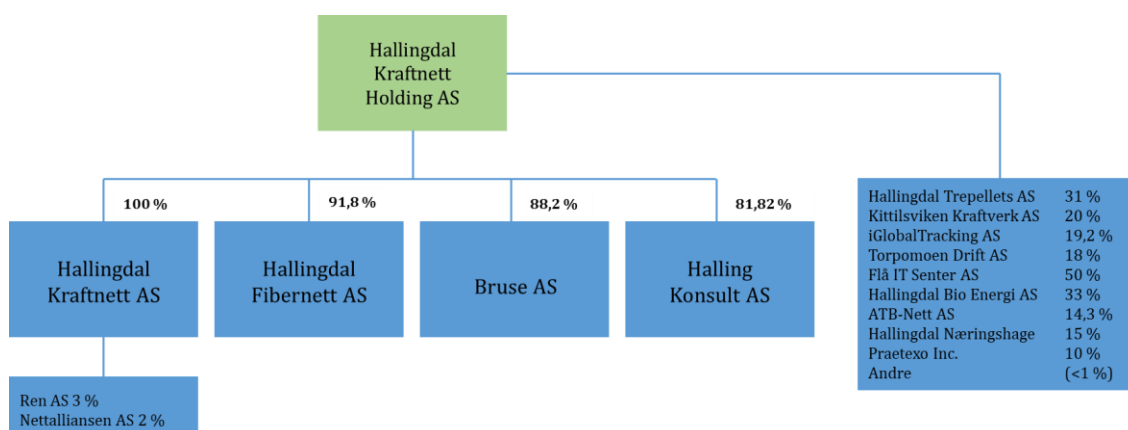 Hallingdal
Kraftnett
Holding AS
100 %
91,8 %
88,2 %
81,82 %
Hallingdal
Kraftnett AS
Hallingdal
Fibernett AS
Bruse AS
Halling
Konsult AS
Hallingdal Trepellets AS 31 %
Kittilsviken Kraftverk AS 20 %
iGlobalTracking AS 19,2 %
Torpomoen Drift AS 18 %
Flå IT Senter AS 50 %
Hallingdal Bio Energi AS 33 %
ATB-Nett AS 14,3 %
Hallingdal Næringshage 15 %
Praetexo Inc. 10 %
Andre (<1 %)
Ren AS 3 %
Nettalliansen AS 2 %